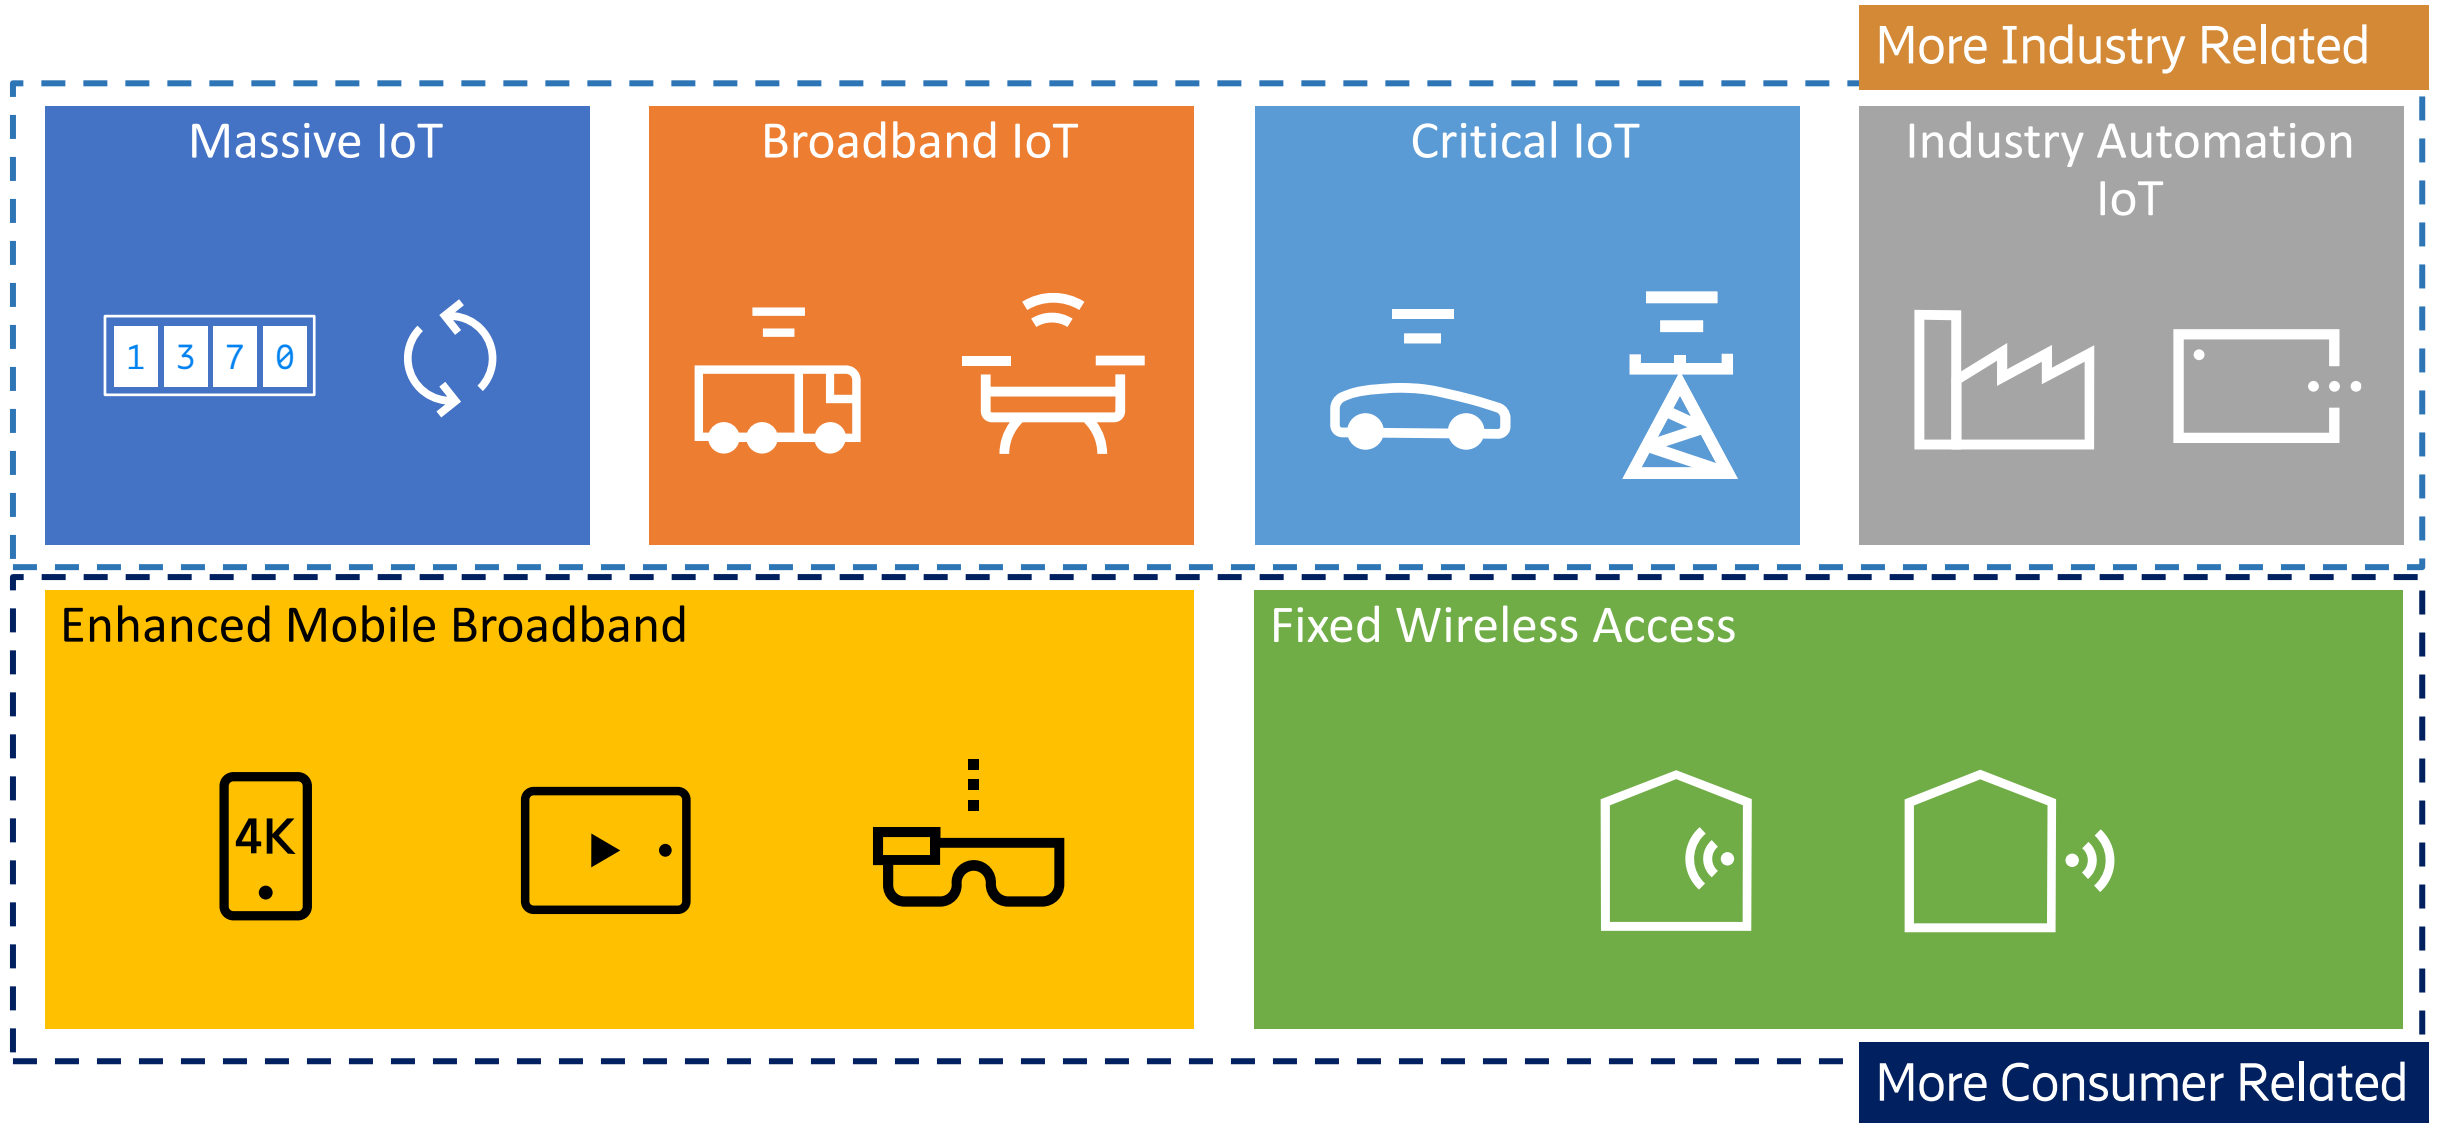 More Industry Related
Massive IoT
Broadband IoT
Critical IoT
Industry Automation
IoT
1 3 7 0
Enhanced Mobile Broadband
Fixed Wireless Access
4K
More Consumer Related